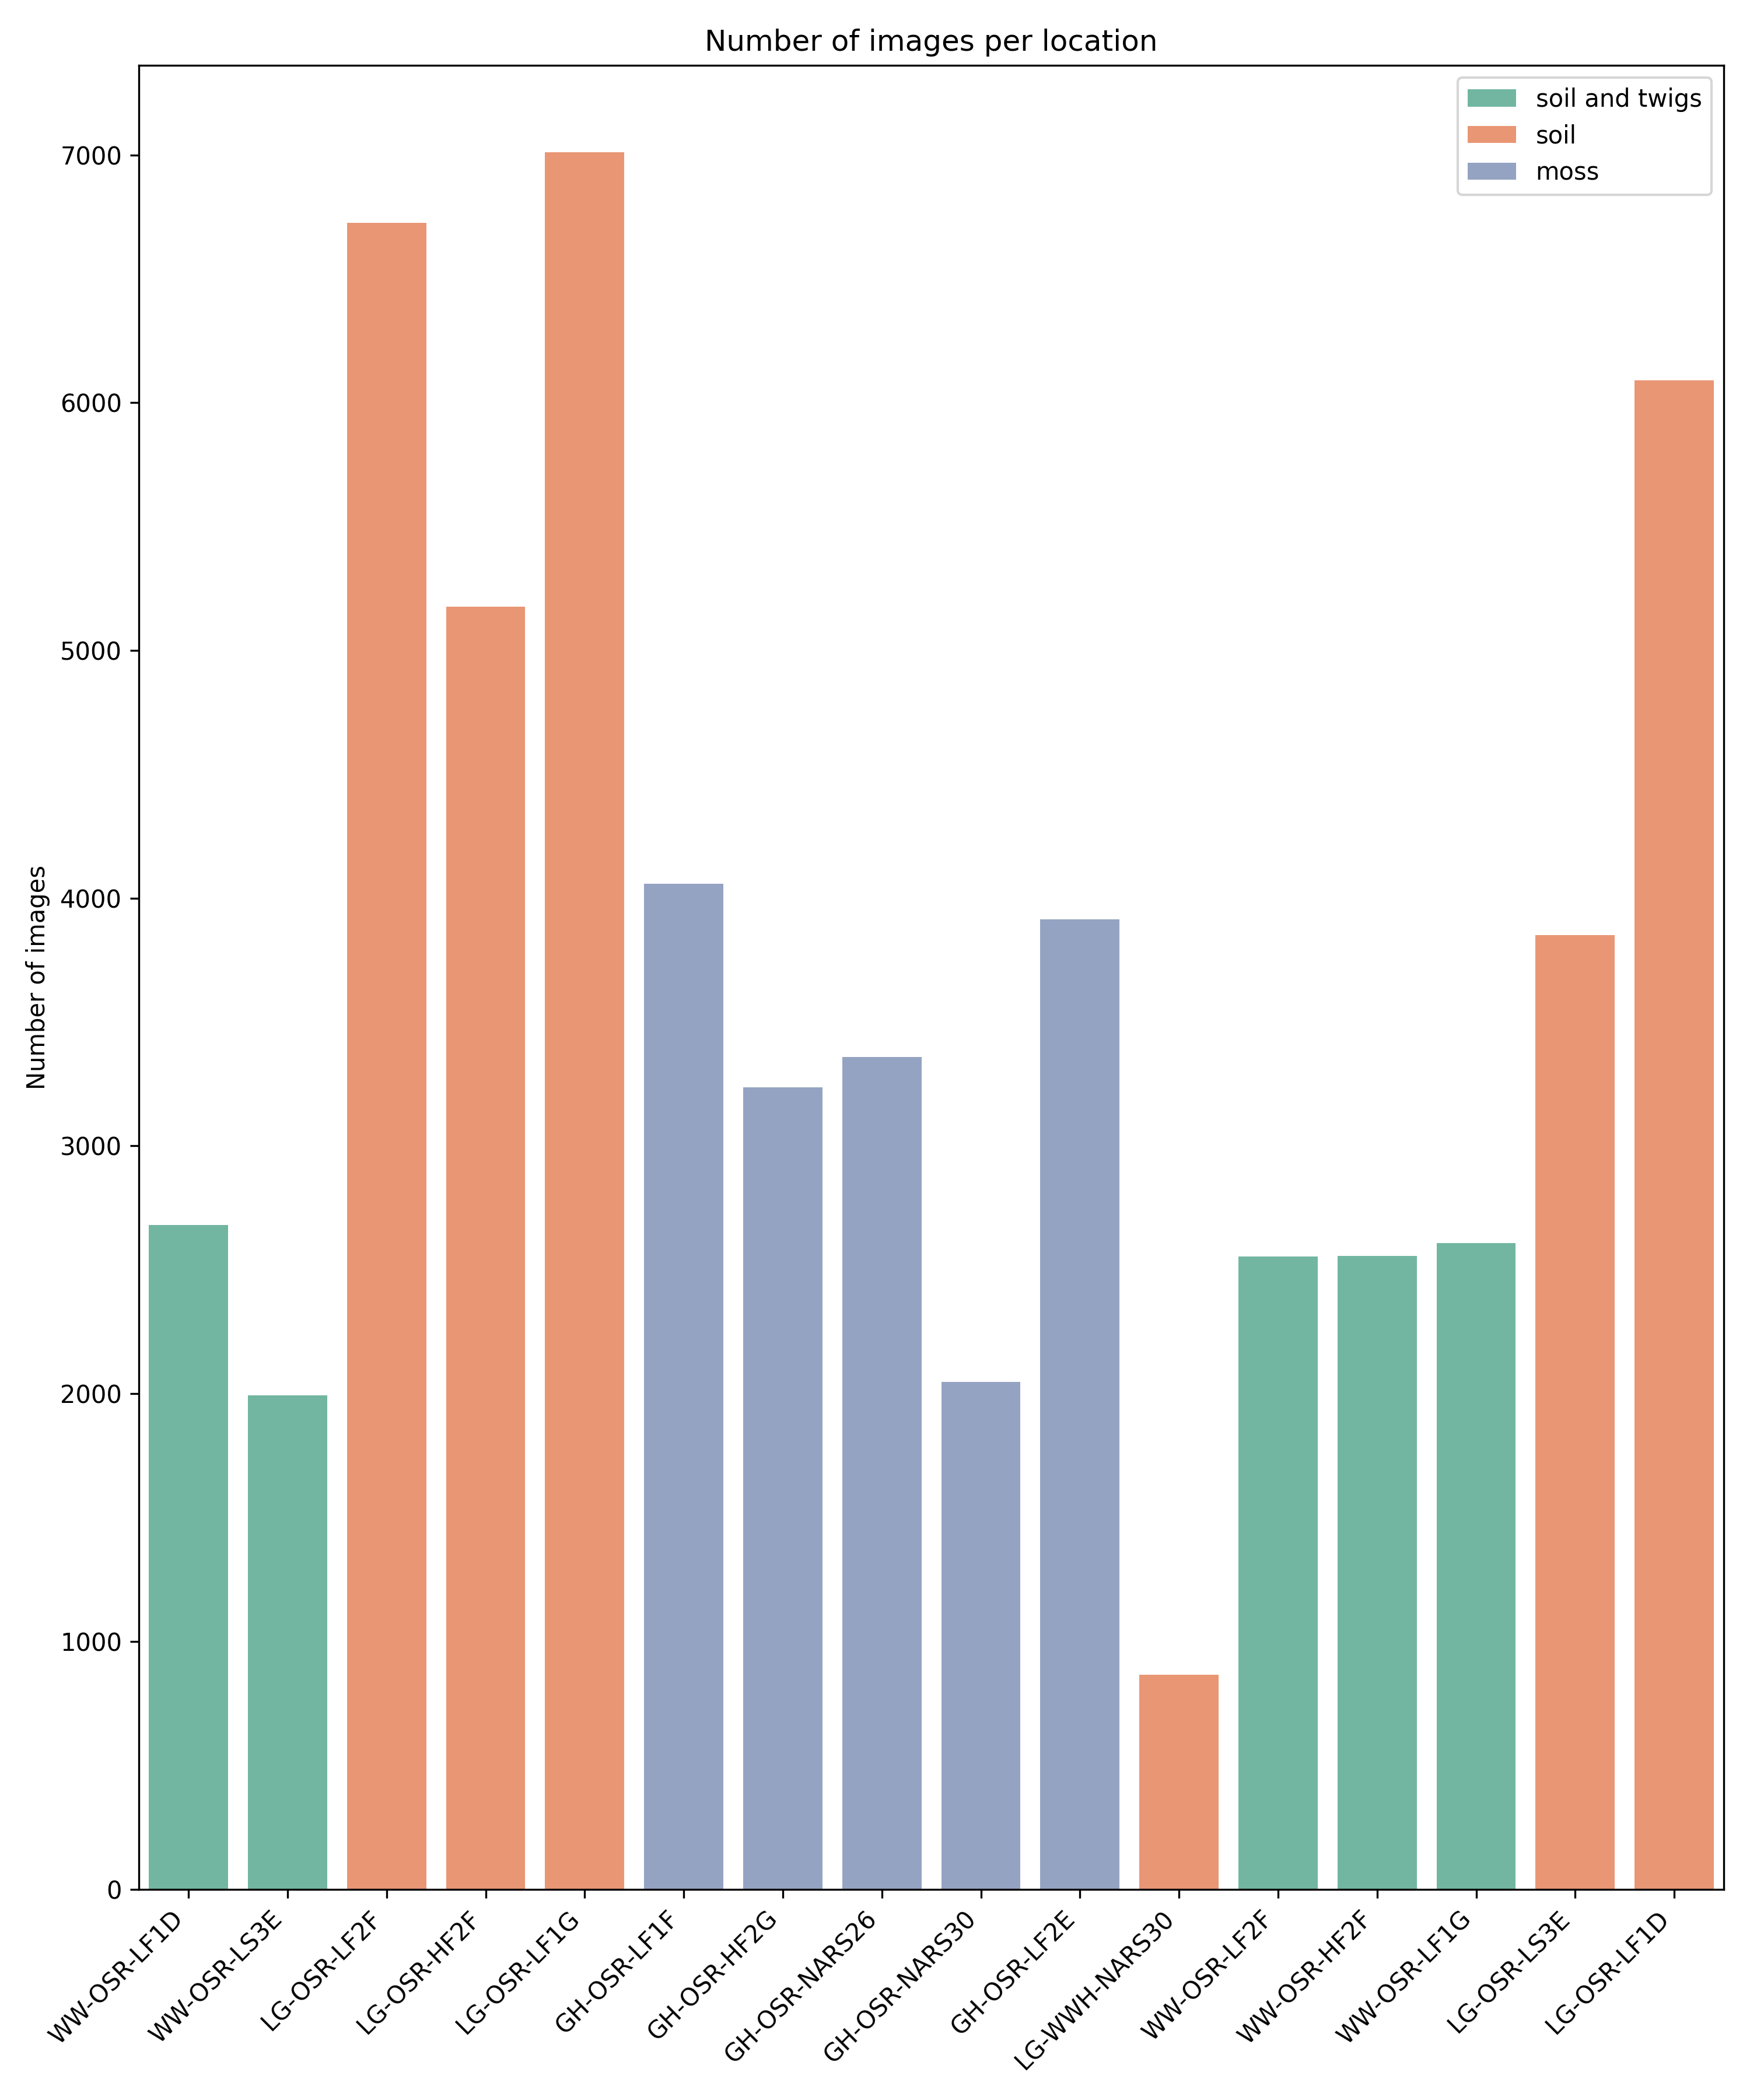 Number of images per location
soil and twigs
soil
moss
Number of images
7000
6000
5000
4000
3000
2000
1000
0
WW-OSR-LF1D
WW-OSR-LS3E
LG-OSR-LF2F
LG-OSR-HF2F
LG-OSR-LF1G
GH-OSR-LF1F
GH-OSR-HF2G
GH-OSR-NARS26
GH-OSR-NARS30
GH-OSR-LF2E
LG-WWH-NARS30
WW-OSR-LF2F
WW-OSR-HF2F
WW-OSR-LF1G
LG-OSR-LS3E
LG-OSR-LF1D